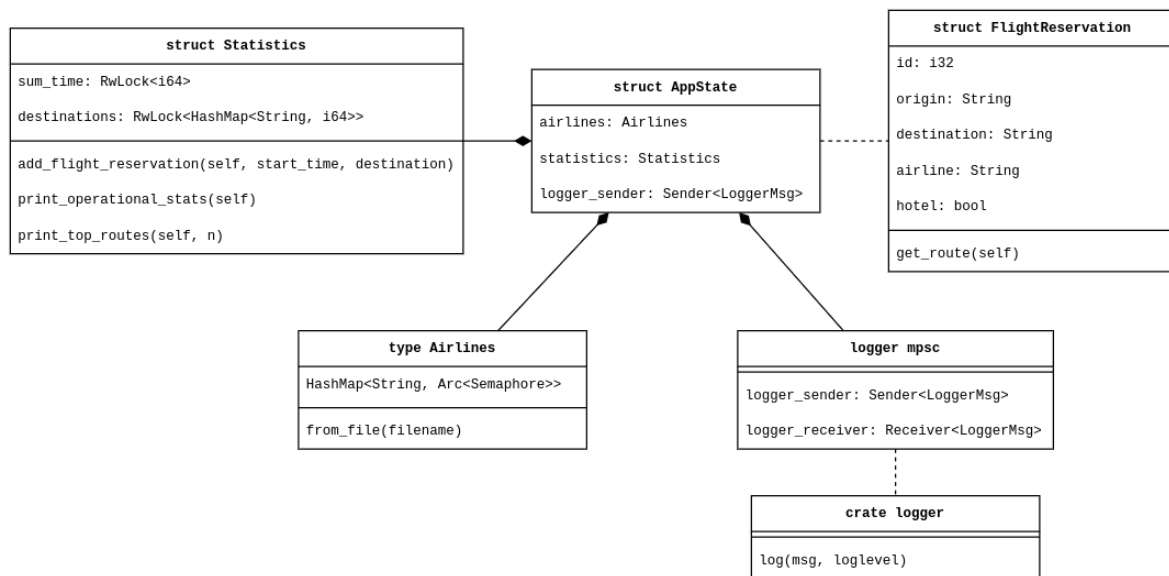 struct Statistics
sum_time: RwLock<i64>
destinations: RwLock<HashMap<String, i64>>
add_flight_reservation(self, start_time, destination)
print_operational_stats(self)
print_top_routes(self, n)
struct AppState
airlines: Airlines
statistics: Statistics
logger_sender: Sender<LoggerMsg>
struct FlightReservation
id: i32
origin: String
destination: String
airline: String
hotel: bool
get_route(self)
type Airlines
HashMap<String, Arc<Semaphore>>
from_file(filename)
logger mpsc
logger_sender: Sender<LoggerMsg>
logger_receiver: Receiver<LoggerMsg>
crate logger
log(msg, loglevel)